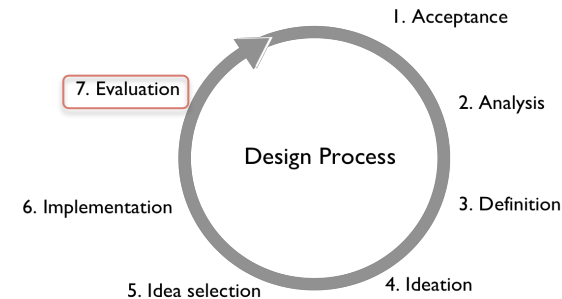 1. Acceptance
2. Analysis
3. Definition
4. Ideation
5. Idea selection
6. Implementation
7. Evaluation
Design Process